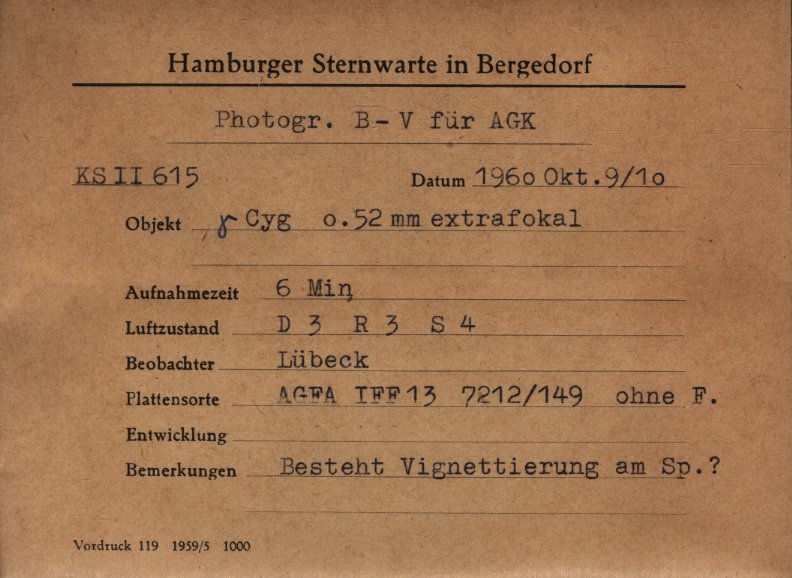 Hamburger Sternwarte in Bergedorf
Photogr. B-V für AGK
KS II 615 Datum 1960 Okt.9/10
Objekt γ Cyg 0.52 mm extrafokal
Aufnahmezeit 6 Min
Luftzustand D 3 R 3 S 4
Beobachter Lübeck
Plattensorte AGFA IFF13 7212/149 ohne F.
Entwicklung
Bemerkungen Besteht Vignettierung am Sp.?
Vordruck 119 1959/5 1000